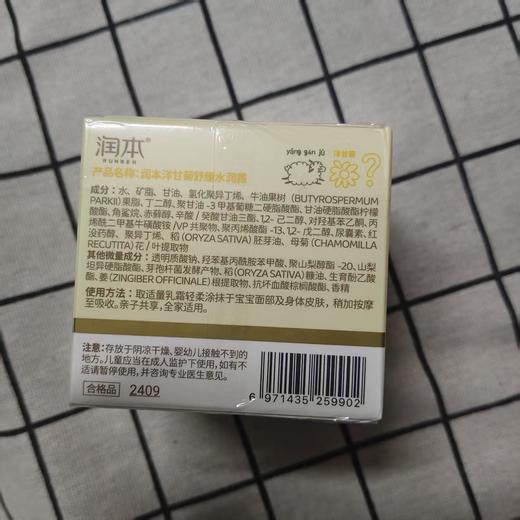 润本®
RUNBEN
yáng gān jú
洋甘菊
?
产品名称:润本洋甘菊舒缓水润霜
成分:水、矿脂、甘油、氢化聚异丁烯、牛油果树 (BUTYROSPERMUM
PARKII) 果脂、丁二醇、聚甘油-3 甲基葡糖二硬脂酸酯、甘油硬脂酸酯柠檬
酸酯、角鲨烷、赤藓醇、辛酸 / 癸酸甘油三酯、1,2-己二醇、对羟基苯乙酮、丙
烯酰二甲基牛磺酸铵 / VP 共聚物、聚丙烯酸酯-13、1,2-戊二醇、尿囊素、红
没药醇、聚异丁烯、稻 (ORYZA SATIVA) 胚芽油、母菊 (CHAMOMILLA
RECUTITA) 花 / 叶提取物
其他微量成分:透明质酸钠、羟苯基丙酰胺苯甲酸、聚山梨醇酯-20、山梨
坦异硬脂酸酯、芽孢杆菌发酵产物、稻 (ORYZA SATIVA) 糠油、生育酚乙酸
酯、姜 (ZINGIBER OFFICINALE) 根提取物、抗坏血酸棕榈酸酯、香精
使用方法:取适量乳霜轻柔涂抹于宝宝面部及身体皮肤,稍加按摩
至吸收。亲子共享,全家适用。
注意:存放于阴凉干燥、婴幼儿接触不到的
地方。儿童应当在成人监护下使用,如有不
适请暂停使用,并咨询专业医生意见。
合格品 2409
6 971435 259902